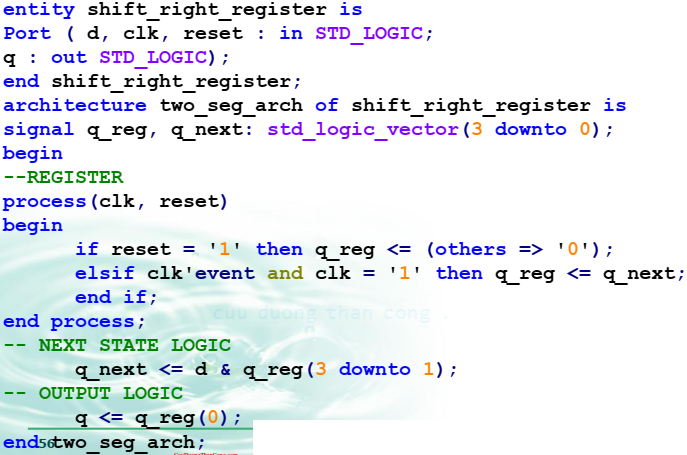 entity shift_right_register is
Port ( d, clk, reset : in STD_LOGIC;
q : out STD_LOGIC);
end shift_right_register;
architecture two_seg_arch of shift_right_register is
signal q_reg, q_next: std_logic_vector(3 downto 0);
begin
--REGISTER
process(clk, reset)
begin
if reset = '1' then q_reg <= (others => '0');
elsif clk'event and clk = '1' then q_reg <= q_next;
end if;
cuu duong than cong .
end process;
-- NEXT STATE LOGIC
q_next <= d & q_reg(3 downto 1);
-- OUTPUT LOGIC
q <= q_reg(0);
end two_seg_arch;
56